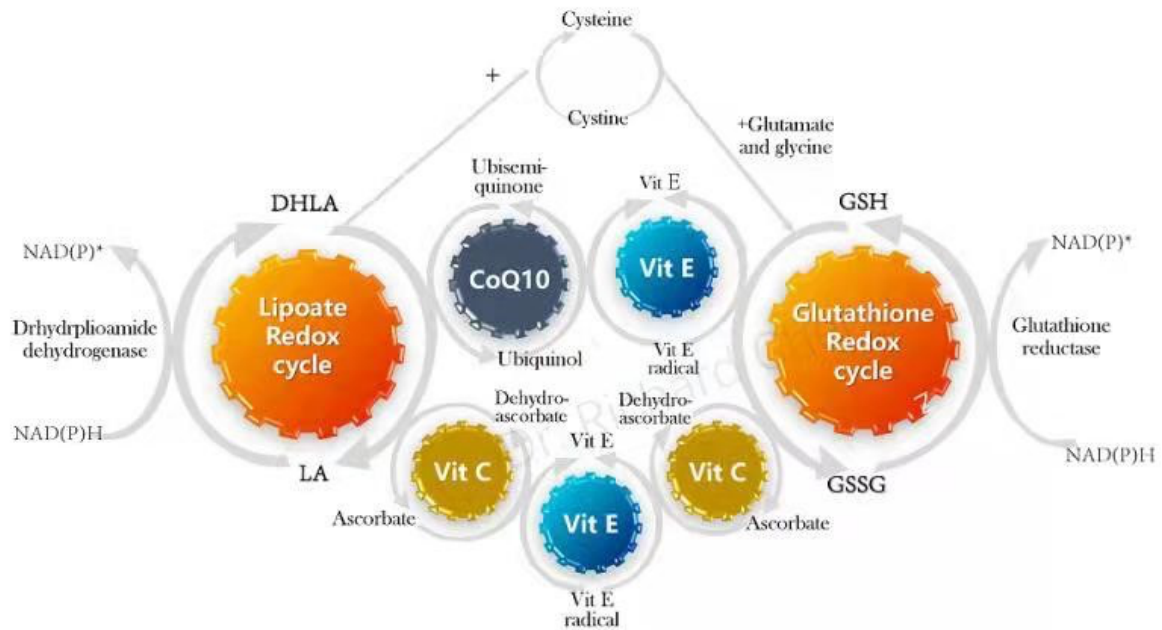 Cysteine
+
Cystine
+Glutamate
and glycine
Ubisemi-
quinone
Vit E
DHLA
GSH
NAD(P)*
NAD(P)*
CoQ10
Vit E
Lipoate
Redox
cycle
Glutathione
Redox
cycle
Drhydrplioamide
dehydrogenase
Glutathione
reductase
Ubiquinol
Vit E
radical
Dehydro-
ascorbate
Dehydro-
ascorbate
Vit E
NAD(P)H
NAD(P)H
LA
Vit C
Vit C
GSSG
Ascorbate
Vit E
Ascorbate
Vit E
radical